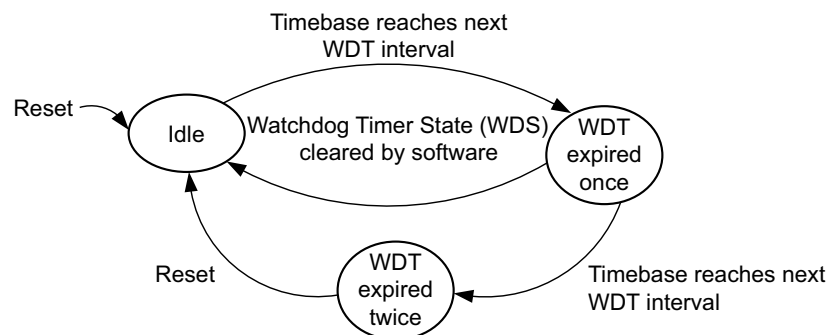 Timebase reaches next
WDT interval
Reset
Idle
Watchdog Timer State (WDS)
cleared by software
WDT
expired
once
Reset
WDT
expired
twice
Timebase reaches next
WDT interval